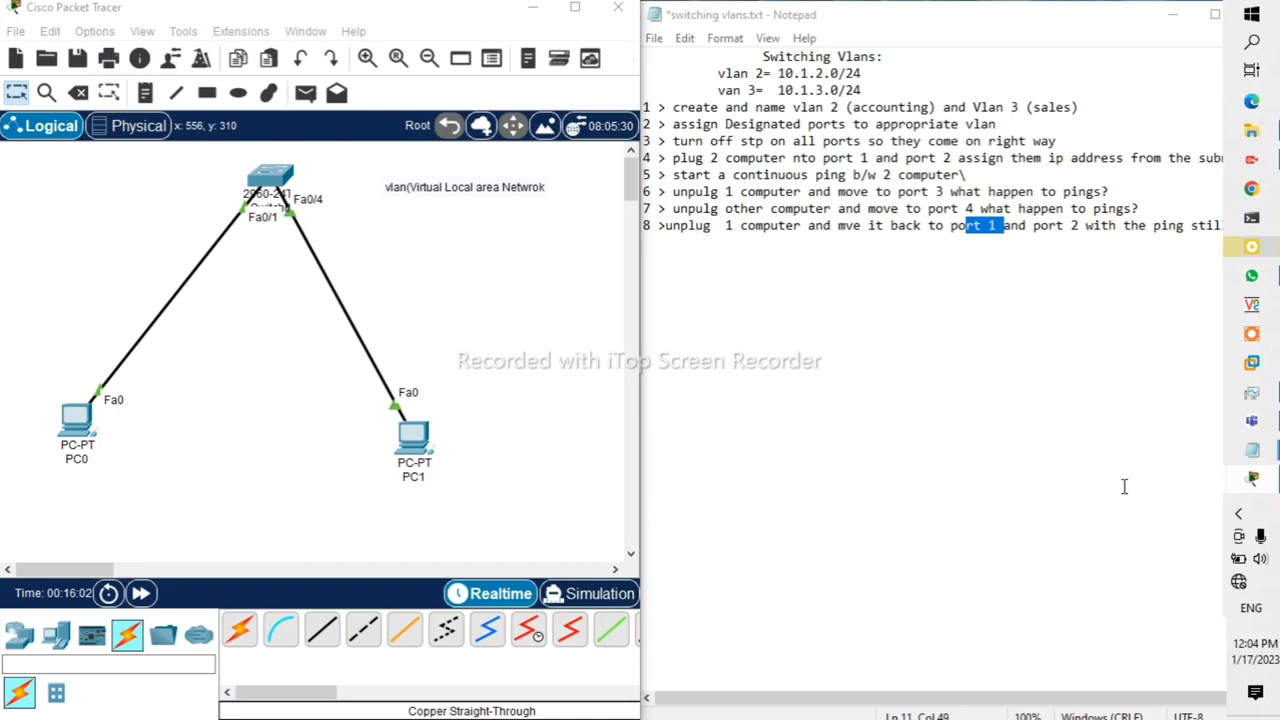 Cisco Packet Tracer
File Edit Options View Tools Extensions Window Help
Logical Physical x: 556, y: 310 Root 08:05:30
vlan(Virtual Local area Netwrok
Fa0/4
Fa0/1
Fa0
PC-PT
PC0
Fa0
PC-PT
PC1
Time: 00:16:02 Realtime Simulation
Copper Straight-Through
*switching vlans.txt - Notepad
File Edit Format View Help
Switching Vlans:
vlan 2= 10.1.2.0/24
van 3= 10.1.3.0/24
1 > create and name vlan 2 (accounting) and Vlan 3 (sales)
2 > assign Designated ports to appropriate vlan
3 > turn off stp on all ports so they come on right way
4 > plug 2 computer nto port 1 and port 2 assign them ip address from the sub
5 > start a continuous ping b/w 2 computer\
6 > unpulg 1 computer and move to port 3 what happen to pings?
7 > unpulg other computer and move to port 4 what happen to pings?
8 >unplug 1 computer and mve it back to port 1 and port 2 with the ping still
Recorded with iTop Screen Recorder
Ln 11, Col 49 100% Windows (CRLF) UTF-8
ENG
12:04 PM
1/17/2023